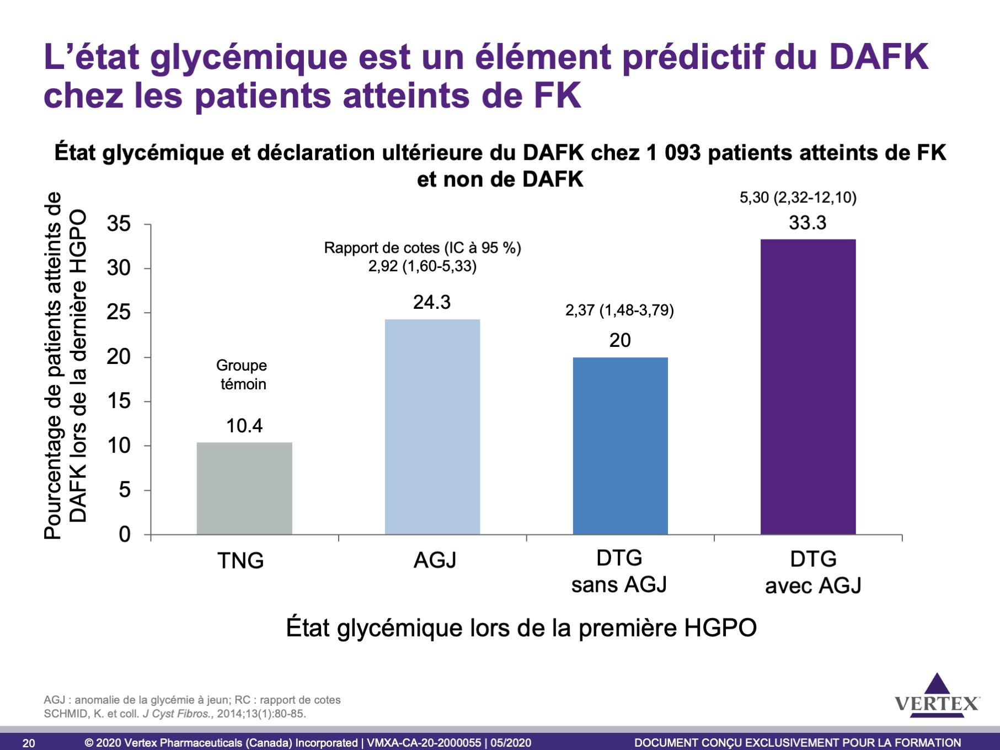 L’état glycémique est un élément prédictif du DAFK
chez les patients atteints de FK
État glycémique et déclaration ultérieure du DAFK chez 1 093 patients atteints de FK
et non de DAFK
Pourcentage de patients atteints de
DAFK lors de la dernière HGPO
35
30
25
20
15
10
5
0
Groupe
témoin
10.4
Rapport de cotes (IC à 95 %)
2,92 (1,60-5,33)
24.3
2,37 (1,48-3,79)
20
5,30 (2,32-12,10)
33.3
TNG
AGJ
DTG
sans AGJ
DTG
avec AGJ
État glycémique lors de la première HGPO
AGJ : anomalie de la glycémie à jeun; RC : rapport de cotes
SCHMID, K. et coll. J Cyst Fibros., 2014;13(1):80-85.
VERTEX
20
© 2020 Vertex Pharmaceuticals (Canada) Incorporated | VMXA-CA-20-2000055 | 05/2020
DOCUMENT CONÇU EXCLUSIVEMENT POUR LA FORMATION